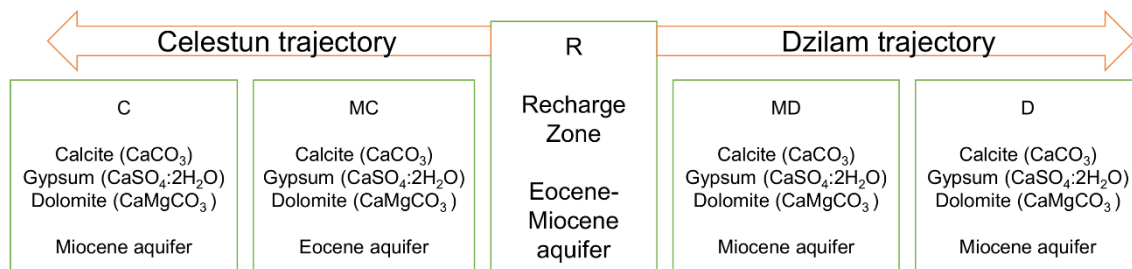 Celestun trajectory
Dzilam trajectory
C
Calcite (CaCO₃)
Gypsum (CaSO₄:2H₂O)
Dolomite (CaMgCO₃)
Miocene aquifer
MC
Calcite (CaCO₃)
Gypsum (CaSO₄:2H₂O)
Dolomite (CaMgCO₃)
Eocene aquifer
R
Recharge
Zone
Eocene-
Miocene
aquifer
MD
Calcite (CaCO₃)
Gypsum (CaSO₄:2H₂O)
Dolomite (CaMgCO₃)
Miocene aquifer
D
Calcite (CaCO₃)
Gypsum (CaSO₄:2H₂O)
Dolomite (CaMgCO₃)
Miocene aquifer